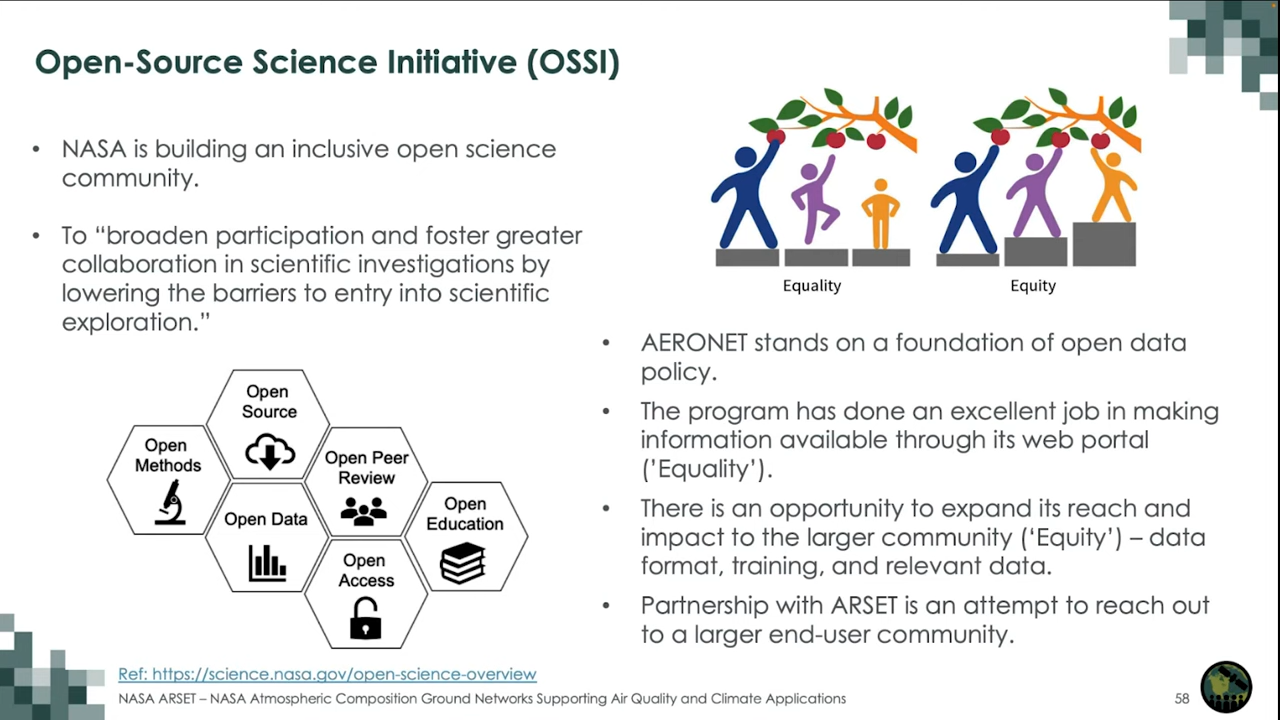 Open-Source Science Initiative (OSSI)
• NASA is building an inclusive open science
community.
• To “broaden participation and foster greater
collaboration in scientific investigations by
lowering the barriers to entry into scientific
exploration.”
Open
Source
Open
Methods
Open Peer
Review
Open Data
Open
Education
Open
Access
Equality
Equity
• AERONET stands on a foundation of open data
policy.
• The program has done an excellent job in making
information available through its web portal
(’Equality’).
• There is an opportunity to expand its reach and
impact to the larger community (‘Equity’) – data
format, training, and relevant data.
• Partnership with ARSET is an attempt to reach out
to a larger end-user community.
Ref: https://science.nasa.gov/open-science-overview
NASA ARSET – NASA Atmospheric Composition Ground Networks Supporting Air Quality and Climate Applications
58